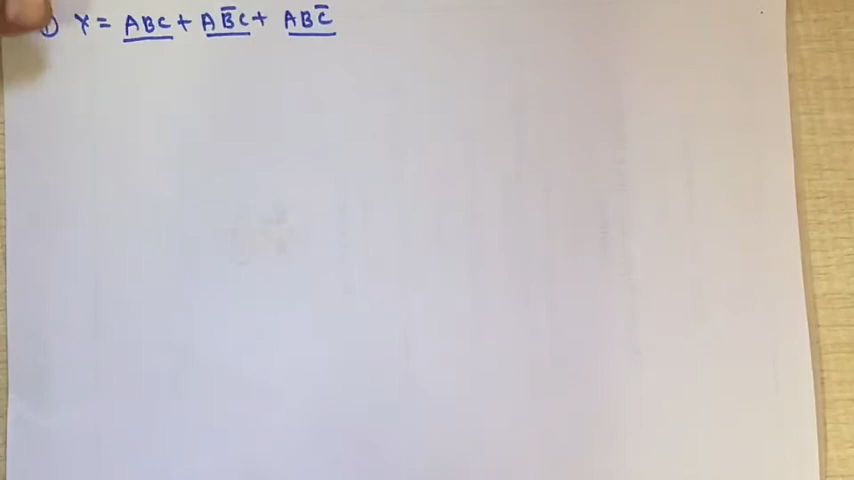 1) Y = ABC + AB̅C + ABC̅